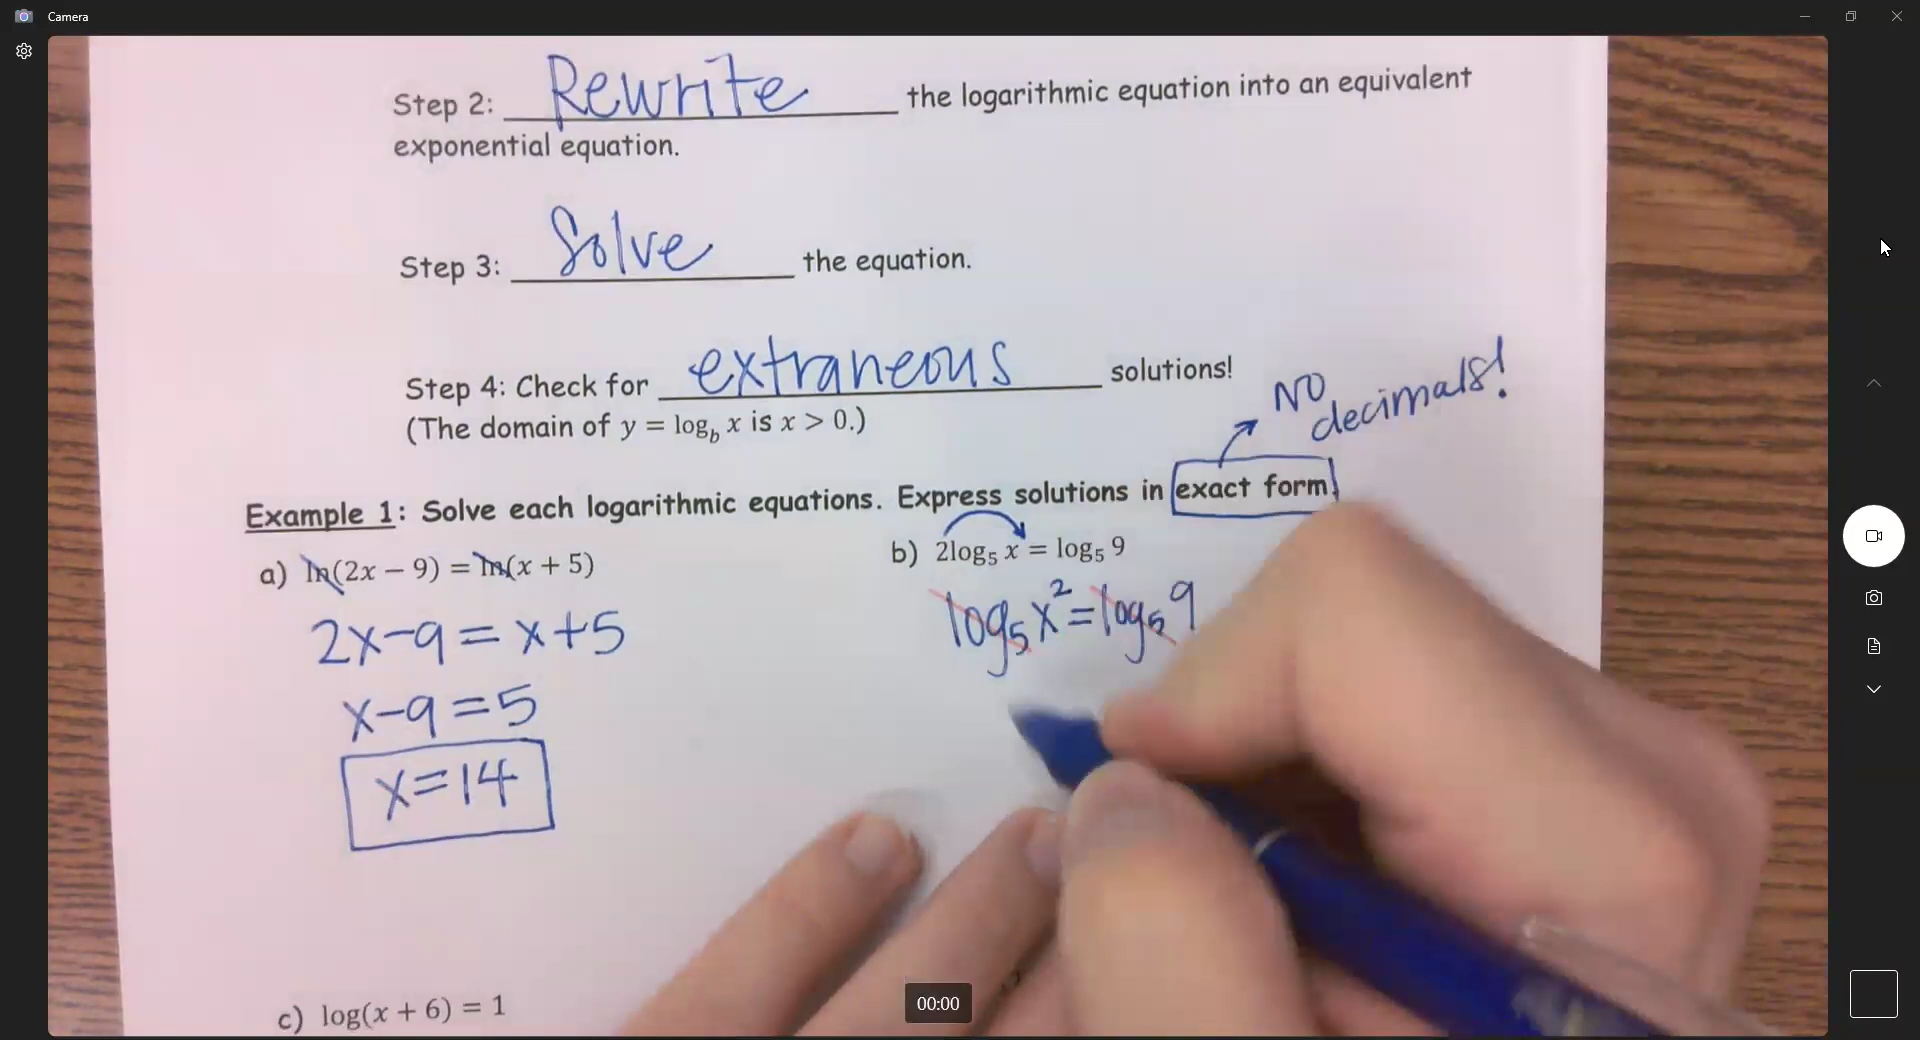 Camera
Step 2: Rewrite the logarithmic equation into an equivalent
exponential equation.
Step 3: Solve the equation.
Step 4: Check for extraneous solutions!
(The domain of y = log_b x is x > 0.)
NO
decimals!
Example 1: Solve each logarithmic equations. Express solutions in exact form.
a) ln(2x − 9) = ln(x + 5)
2x-9=x+5
x-9=5
x=14
b) 2log₅ x = log₅ 9
log₅x²=log₅9
c) log(x + 6) = 1
00:00